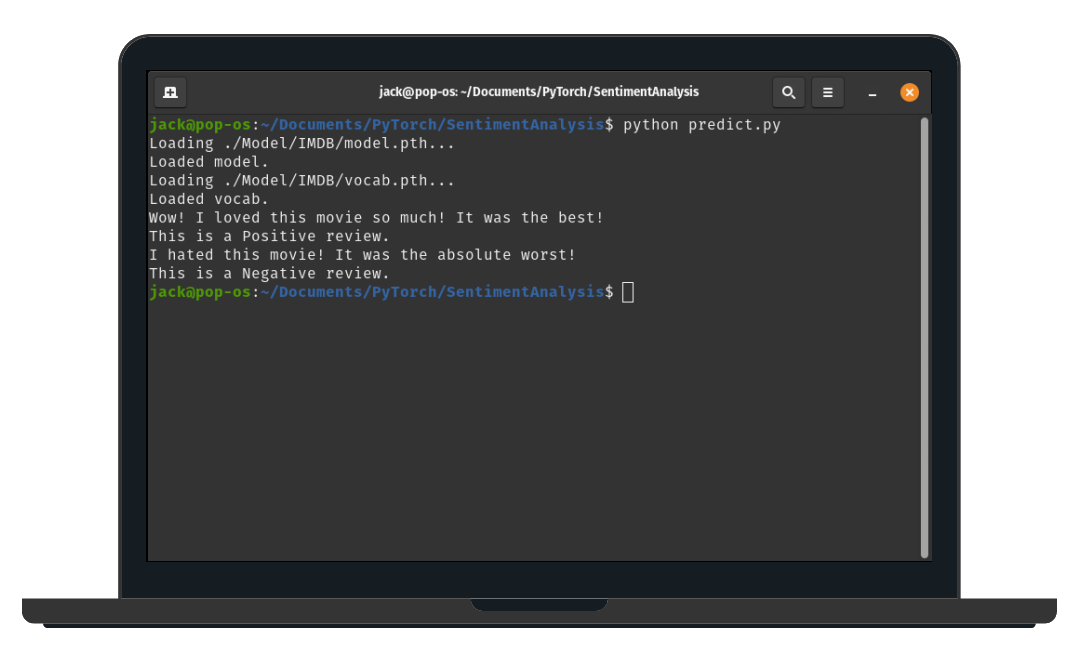 jack@pop-os: ~/Documents/PyTorch/SentimentAnalysis
jack@pop-os:~/Documents/PyTorch/SentimentAnalysis$ python predict.py
Loading ./Model/IMDB/model.pth...
Loaded model.
Loading ./Model/IMDB/vocab.pth...
Loaded vocab.
Wow! I loved this movie so much! It was the best!
This is a Positive review.
I hated this movie! It was the absolute worst!
This is a Negative review.
jack@pop-os:~/Documents/PyTorch/SentimentAnalysis$